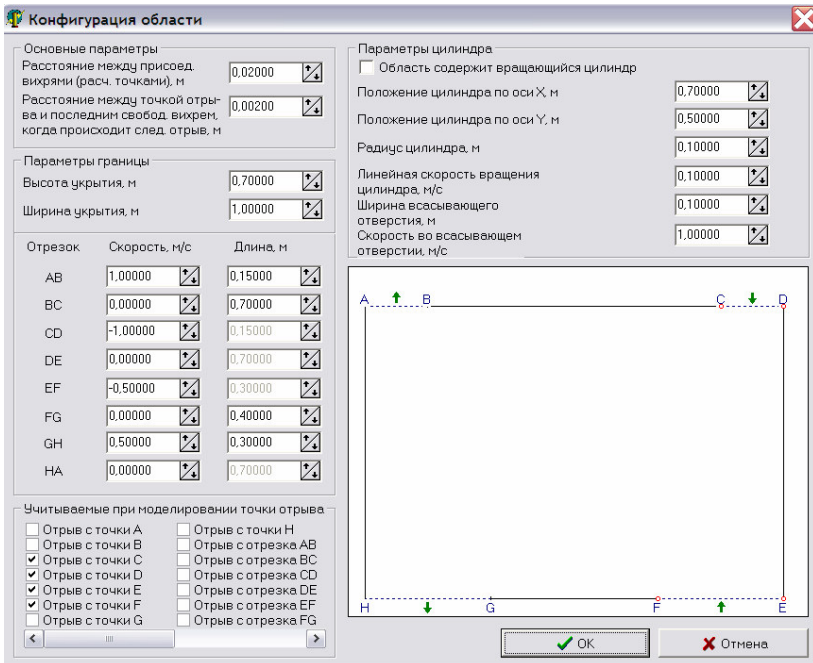 Конфигурация области
Основные параметры
Расстояние между присоед.
вихрями (расч. точками), м
0,02000
Расстояние между точкой отры-
ва и последним свобод. вихрем,
когда происходит след. отрыв, м
0,00200
Параметры границы
Высота укрытия, м 0,70000
Ширина укрытия, м 1,00000
Отрезок Скорость, м/с Длина, м
AB 1,00000 0,15000
BC 0,00000 0,70000
CD -1,00000 0,15000
DE 0,00000 0,70000
EF -0,50000 0,30000
FG 0,00000 0,40000
GH 0,50000 0,30000
HA 0,00000 0,70000
Учитываемые при моделировании точки отрыва
Отрыв с точки A Отрыв с точки H
Отрыв с точки B Отрыв с отрезка AB
Отрыв с точки C Отрыв с отрезка BC
Отрыв с точки D Отрыв с отрезка CD
Отрыв с точки E Отрыв с отрезка DE
Отрыв с точки F Отрыв с отрезка EF
Отрыв с точки G Отрыв с отрезка FG
Параметры цилиндра
Область содержит вращающийся цилиндр
Положение цилиндра по оси X, м 0,70000
Положение цилиндра по оси Y, м 0,50000
Радиус цилиндра, м 0,10000
Линейная скорость вращения
цилиндра, м/с
0,10000
Ширина всасывающего
отверстия, м
0,10000
Скорость во всасывающем
отверстии, м/с
1,00000
A B C D
H G F E
OK Отмена